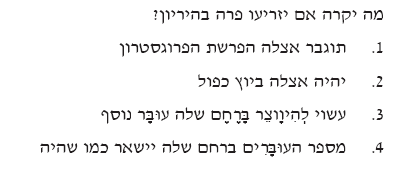 מה יקרה אם יזריעו פרה בהיריון?
1. תוגבר אצלה הפרשת הפרוגסטרון
2. יהיה אצלה ביוץ כפול
3. עשוי לְהִיווָצֵר בָּרֶחֶם שלה עוּבָּר נוסף
4. מספר העוּבָּרִים ברחם שלה יישאר כמו שהיה